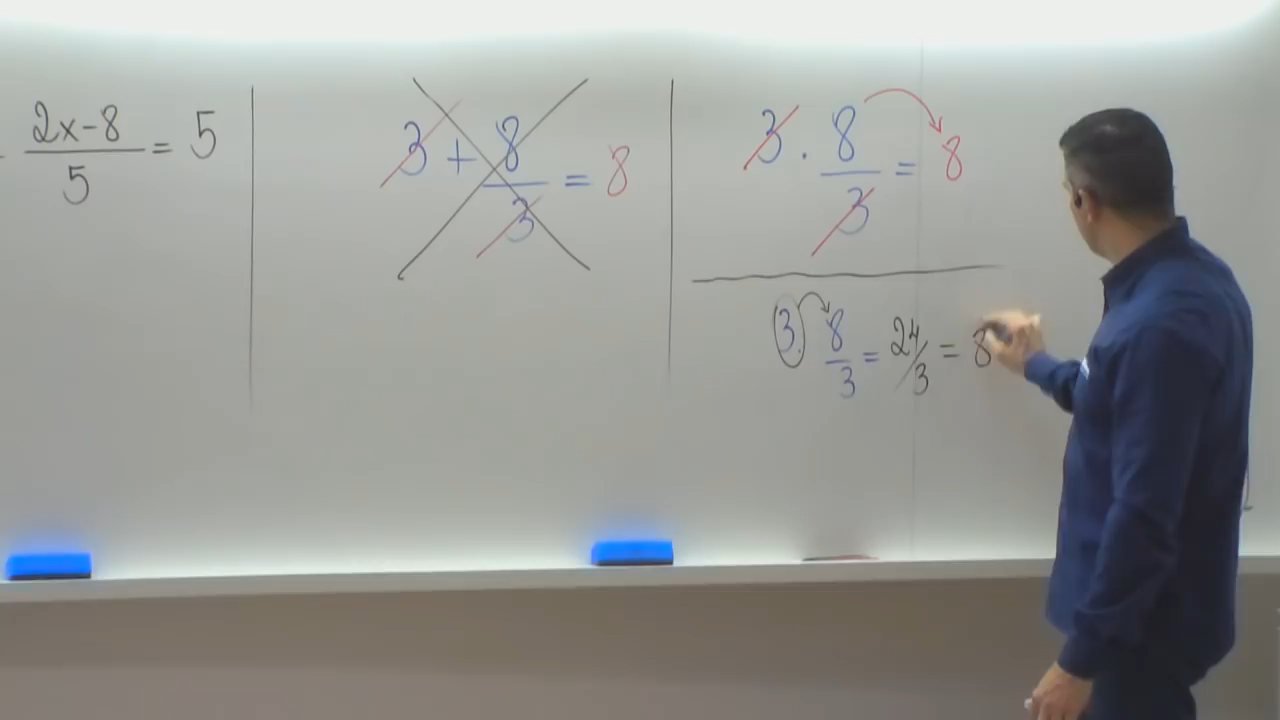 2x-8 / 5 = 5
3 + 8/3 = 8
3 · 8/3 = 8
3 · 8/3 = 24/3 = 8